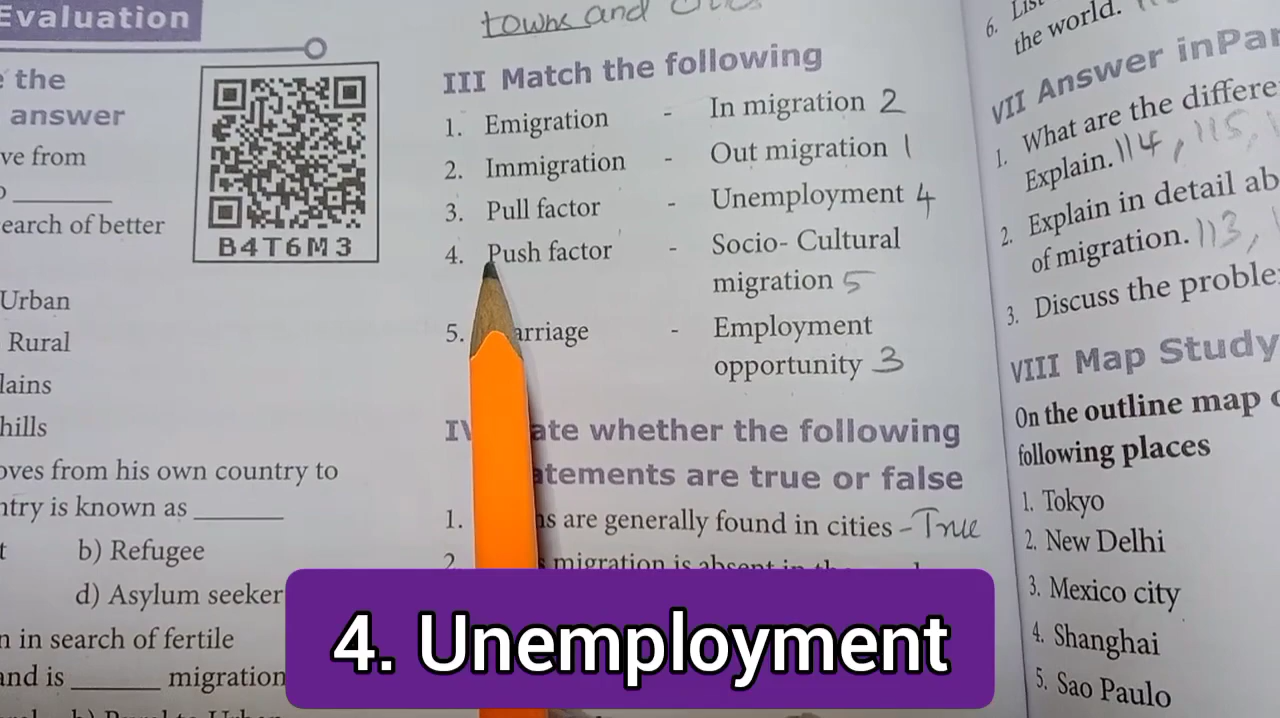 Evaluation
the
answer
ve from
earch of better
B4T6M3
Urban
Rural
lains
hills
oves from his own country to
ntry is known as ______
b) Refugee
d) Asylum seeker
n in search of fertile
and is ______ migration
towns and
III Match the following
1. Emigration - In migration 2
2. Immigration - Out migration 1
3. Pull factor - Unemployment 4
4. Push factor - Socio- Cultural
migration 5
5. arriage - Employment
opportunity 3
IV ate whether the following
atements are true or false
1. s are generally found in cities - True
2. migration is absent in the
6. List
the world.
VII Answer in Par
1. What are the differe
Explain. 114, 115,
2. Explain in detail ab
of migration. 113,
3. Discuss the proble
VIII Map Study
On the outline map
following places
1. Tokyo
2. New Delhi
3. Mexico city
4. Shanghai
5. Sao Paulo
4. Unemployment